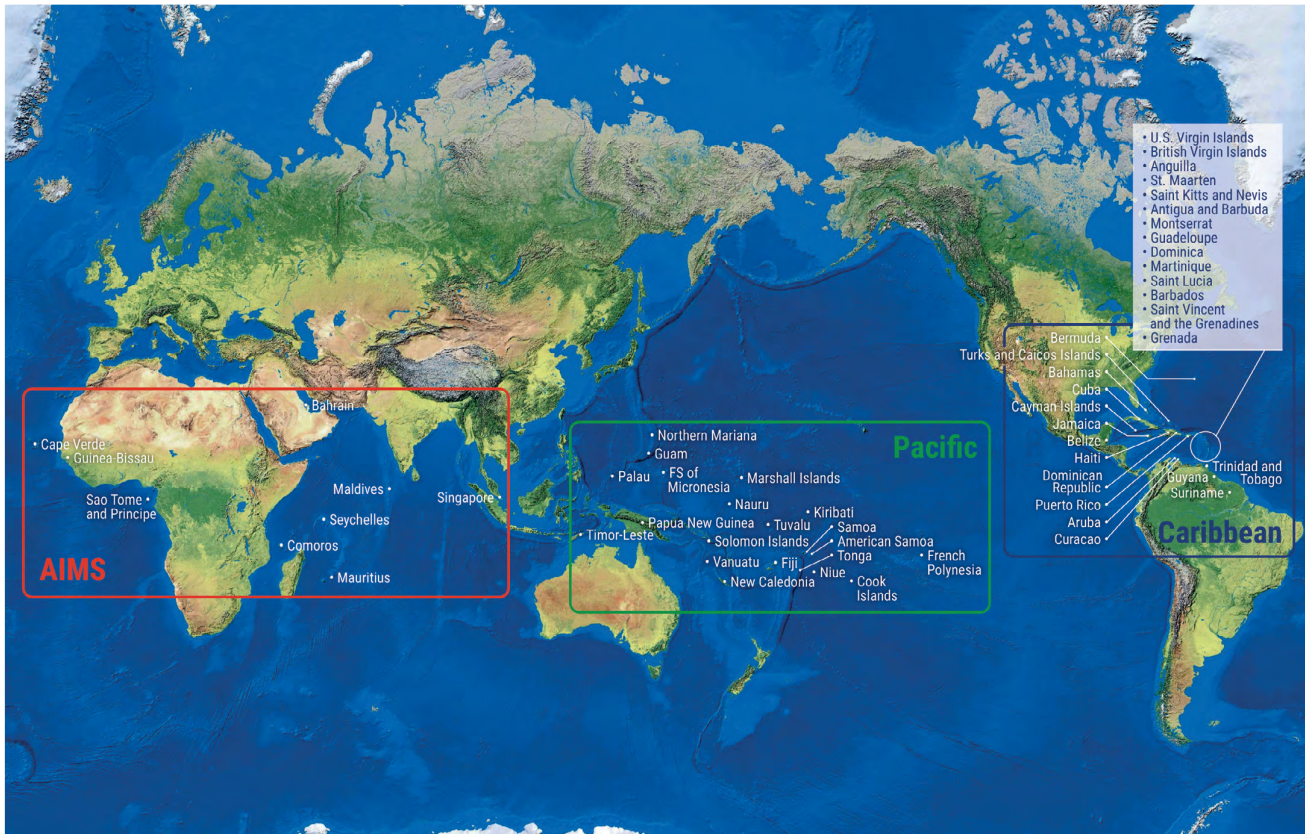 • U.S. Virgin Islands
• British Virgin Islands
• Anguilla
• St. Maarten
• Saint Kitts and Nevis
• Antigua and Barbuda
• Montserrat
• Guadeloupe
• Dominica
• Martinique
• Saint Lucia
• Barbados
• Saint Vincent
and the Grenadines
• Grenada
Bermuda
Turks and Caicos Islands
Bahamas
Cuba
Cayman Islands
Jamaica
Belize
Haiti
Dominican
Republic
Puerto Rico
Aruba
Curacao
Trinidad and
Tobago
Guyana
Suriname
Caribbean
Bahrain
Cape Verde
Guinea-Bissau
Sao Tome
and Principe
Maldives
Singapore
Seychelles
Comoros
Mauritius
AIMS
Pacific
Northern Mariana
Guam
Palau
FS of
Micronesia
Marshall Islands
Nauru
Kiribati
Papua New Guinea
Tuvalu
Samoa
Timor-Leste
Solomon Islands
American Samoa
Vanuatu
Fiji
Tonga
French
Polynesia
New Caledonia
Niue
Cook
Islands